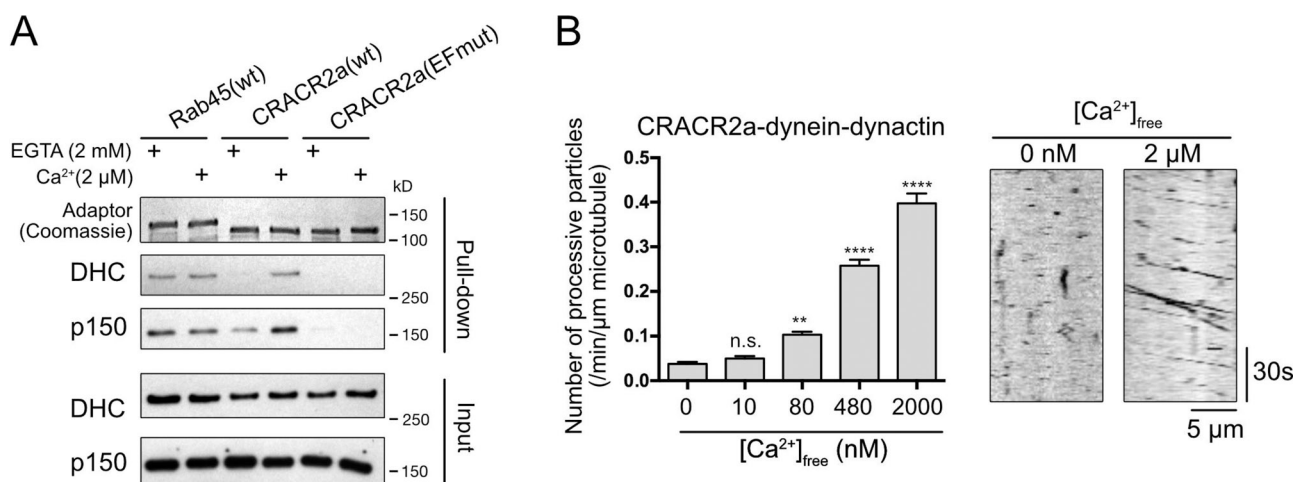 A
Rab45(wt)
CRACR2a(wt)
CRACR2a(EFmut)
EGTA (2 mM) + + +
Ca²⁺(2 µM) + + +
kD
Adaptor
(Coomassie)
- 150
- 100
DHC
- 250
p150
- 150
Pull-down
DHC
- 250
p150
- 150
Input
B
CRACR2a-dynein-dynactin
Number of processive particles
(/min/µm microtubule)
0.5
0.4
0.3
0.2
0.1
0.0
n.s.
**
****
****
0 10 80 480 2000
[Ca²⁺]free (nM)
[Ca²⁺]free
0 nM 2 µM
30s
5 µm